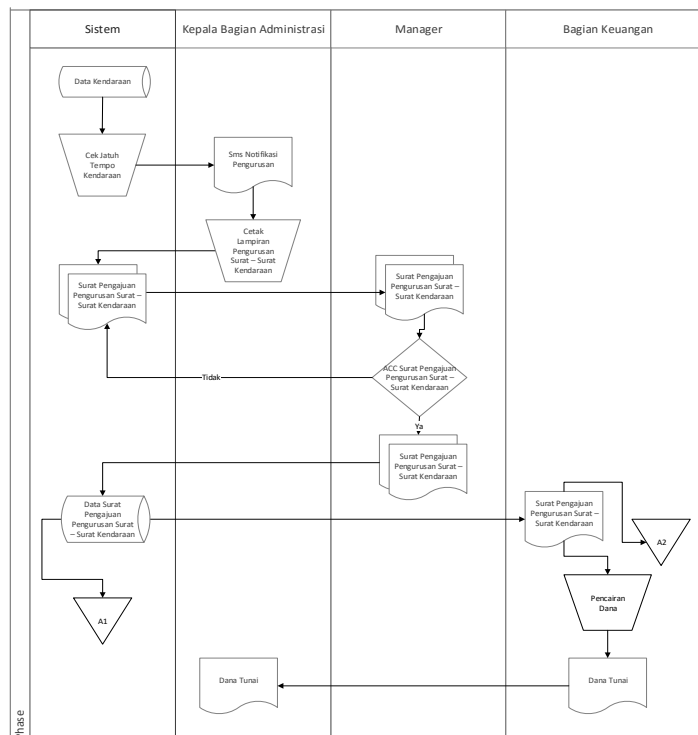 Sistem
Kepala Bagian Administrasi
Manager
Bagian Keuangan
Data Kendaraan
Cek Jatuh
Tempo
Kendaraan
Sms Notifikasi
Pengurusan
Cetak
Lampiran
Pengurusan
Surat – Surat
Kendaraan
Surat Pengajuan
Pengurusan Surat –
Surat Kendaraan
Surat Pengajuan
Pengurusan Surat –
Surat Kendaraan
ACC Surat Pengajuan
Pengurusan Surat –
Surat Kendaraan
Tidak
Ya
Surat Pengajuan
Pengurusan Surat –
Surat Kendaraan
Data Surat
Pengajuan
Pengurusan Surat
– Surat Kendaraan
Surat Pengajuan
Pengurusan Surat –
Surat Kendaraan
A2
A1
Pencairan
Dana
Dana Tunai
Dana Tunai
Phase